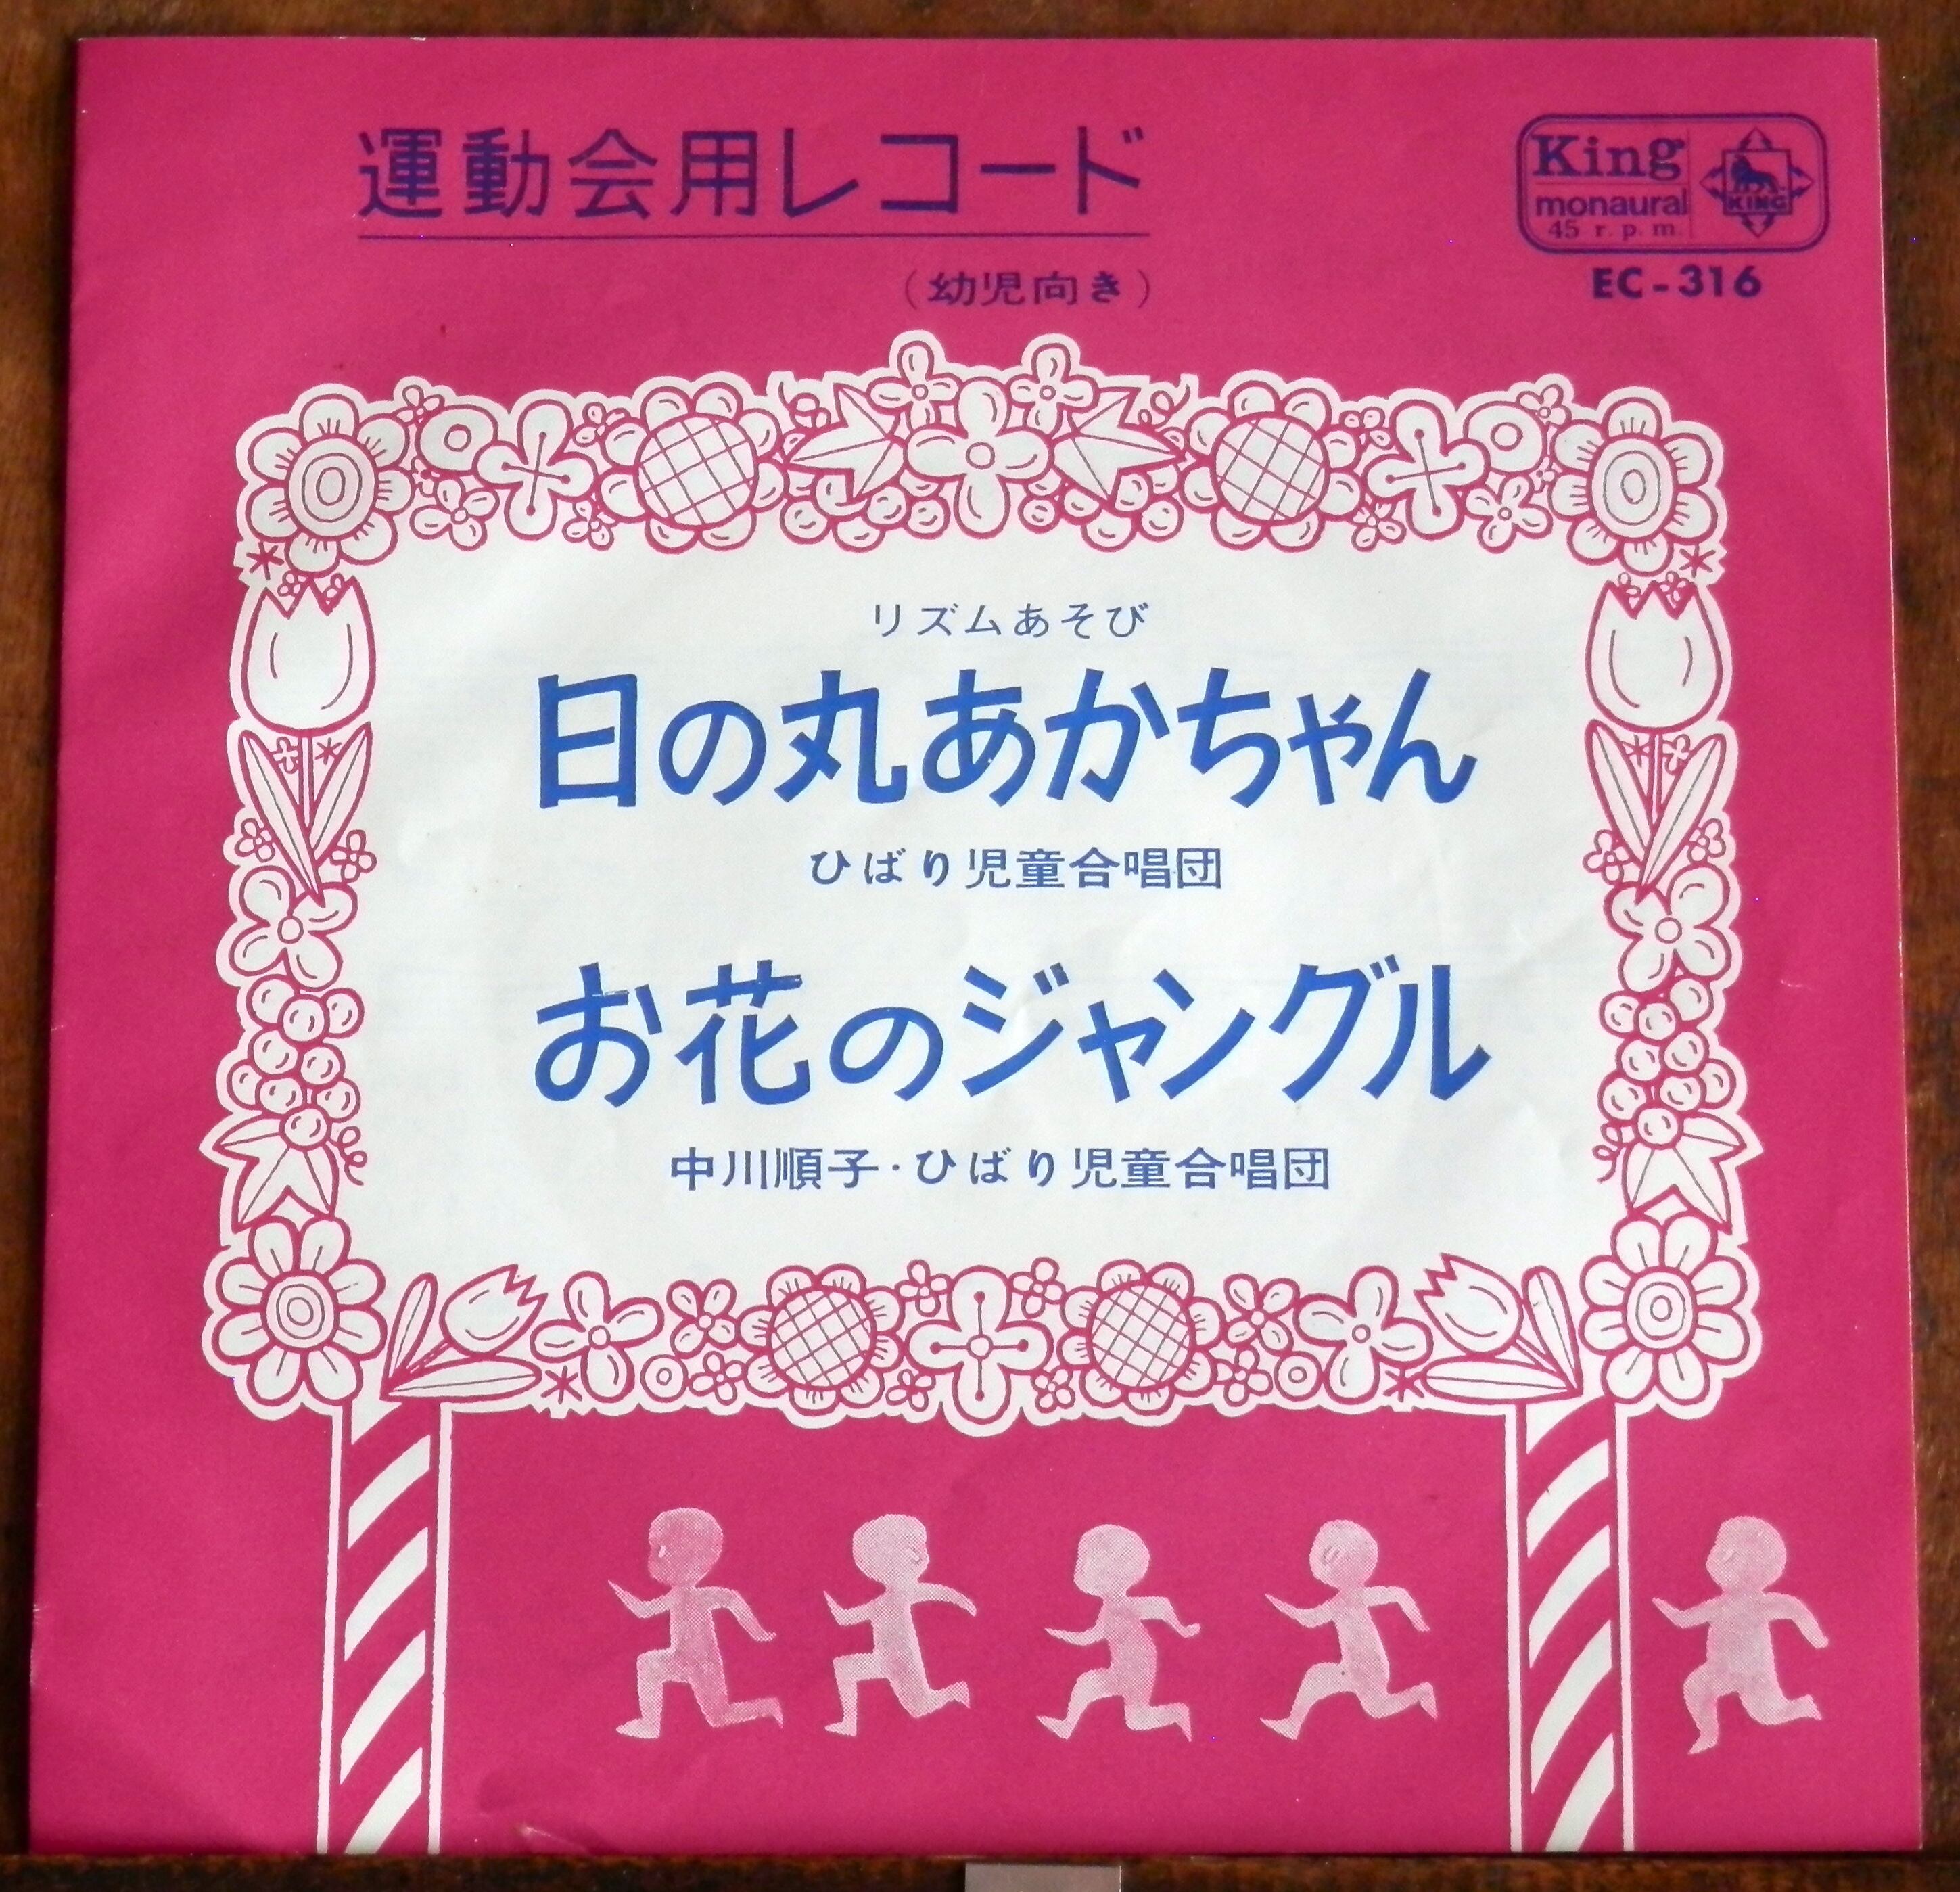 運動会用レコード
(幼児向き)
King
monaural
45 r.p.m.
KING
EC-316
リズムあそび
日の丸あかちゃん
ひばり児童合唱団
お花のジャングル
中川順子・ひばり児童合唱団